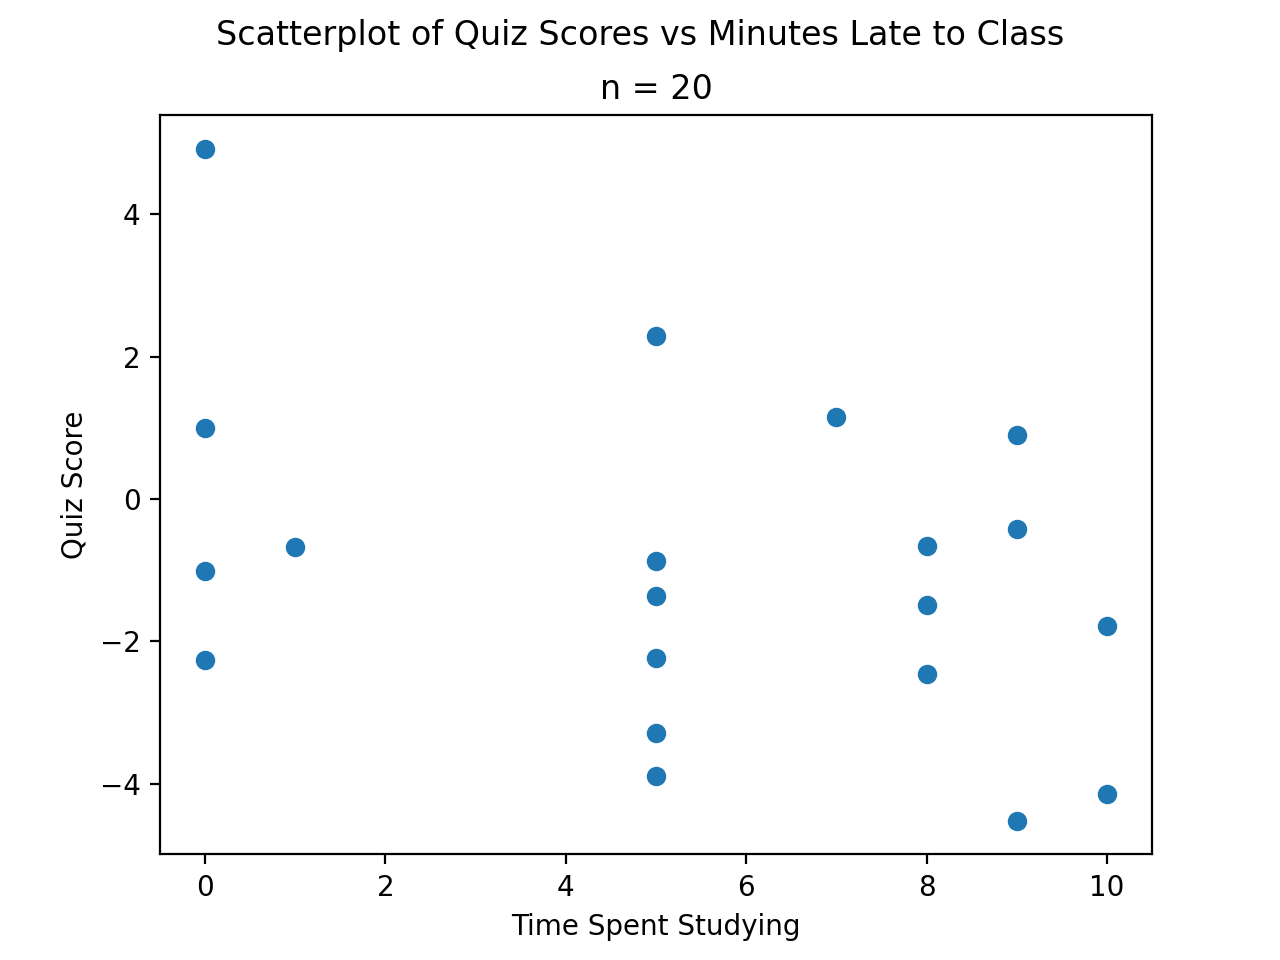 Scatterplot of Quiz Scores vs Minutes Late to Class
n = 20
4
2
0
−2
−4
Quiz Score
0 2 4 6 8 10
Time Spent Studying